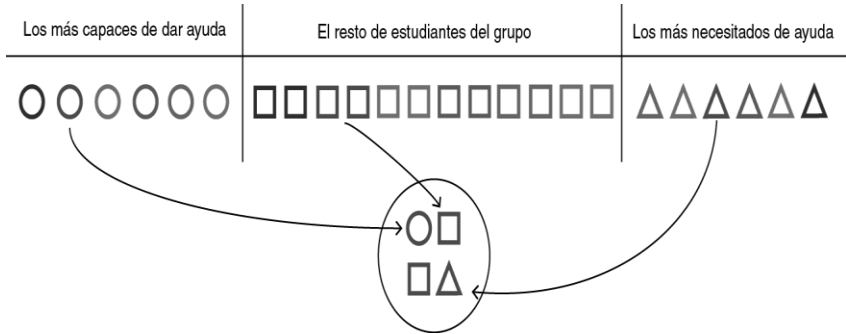 Los más capaces de dar ayuda
El resto de estudiantes del grupo
Los más necesitados de ayuda